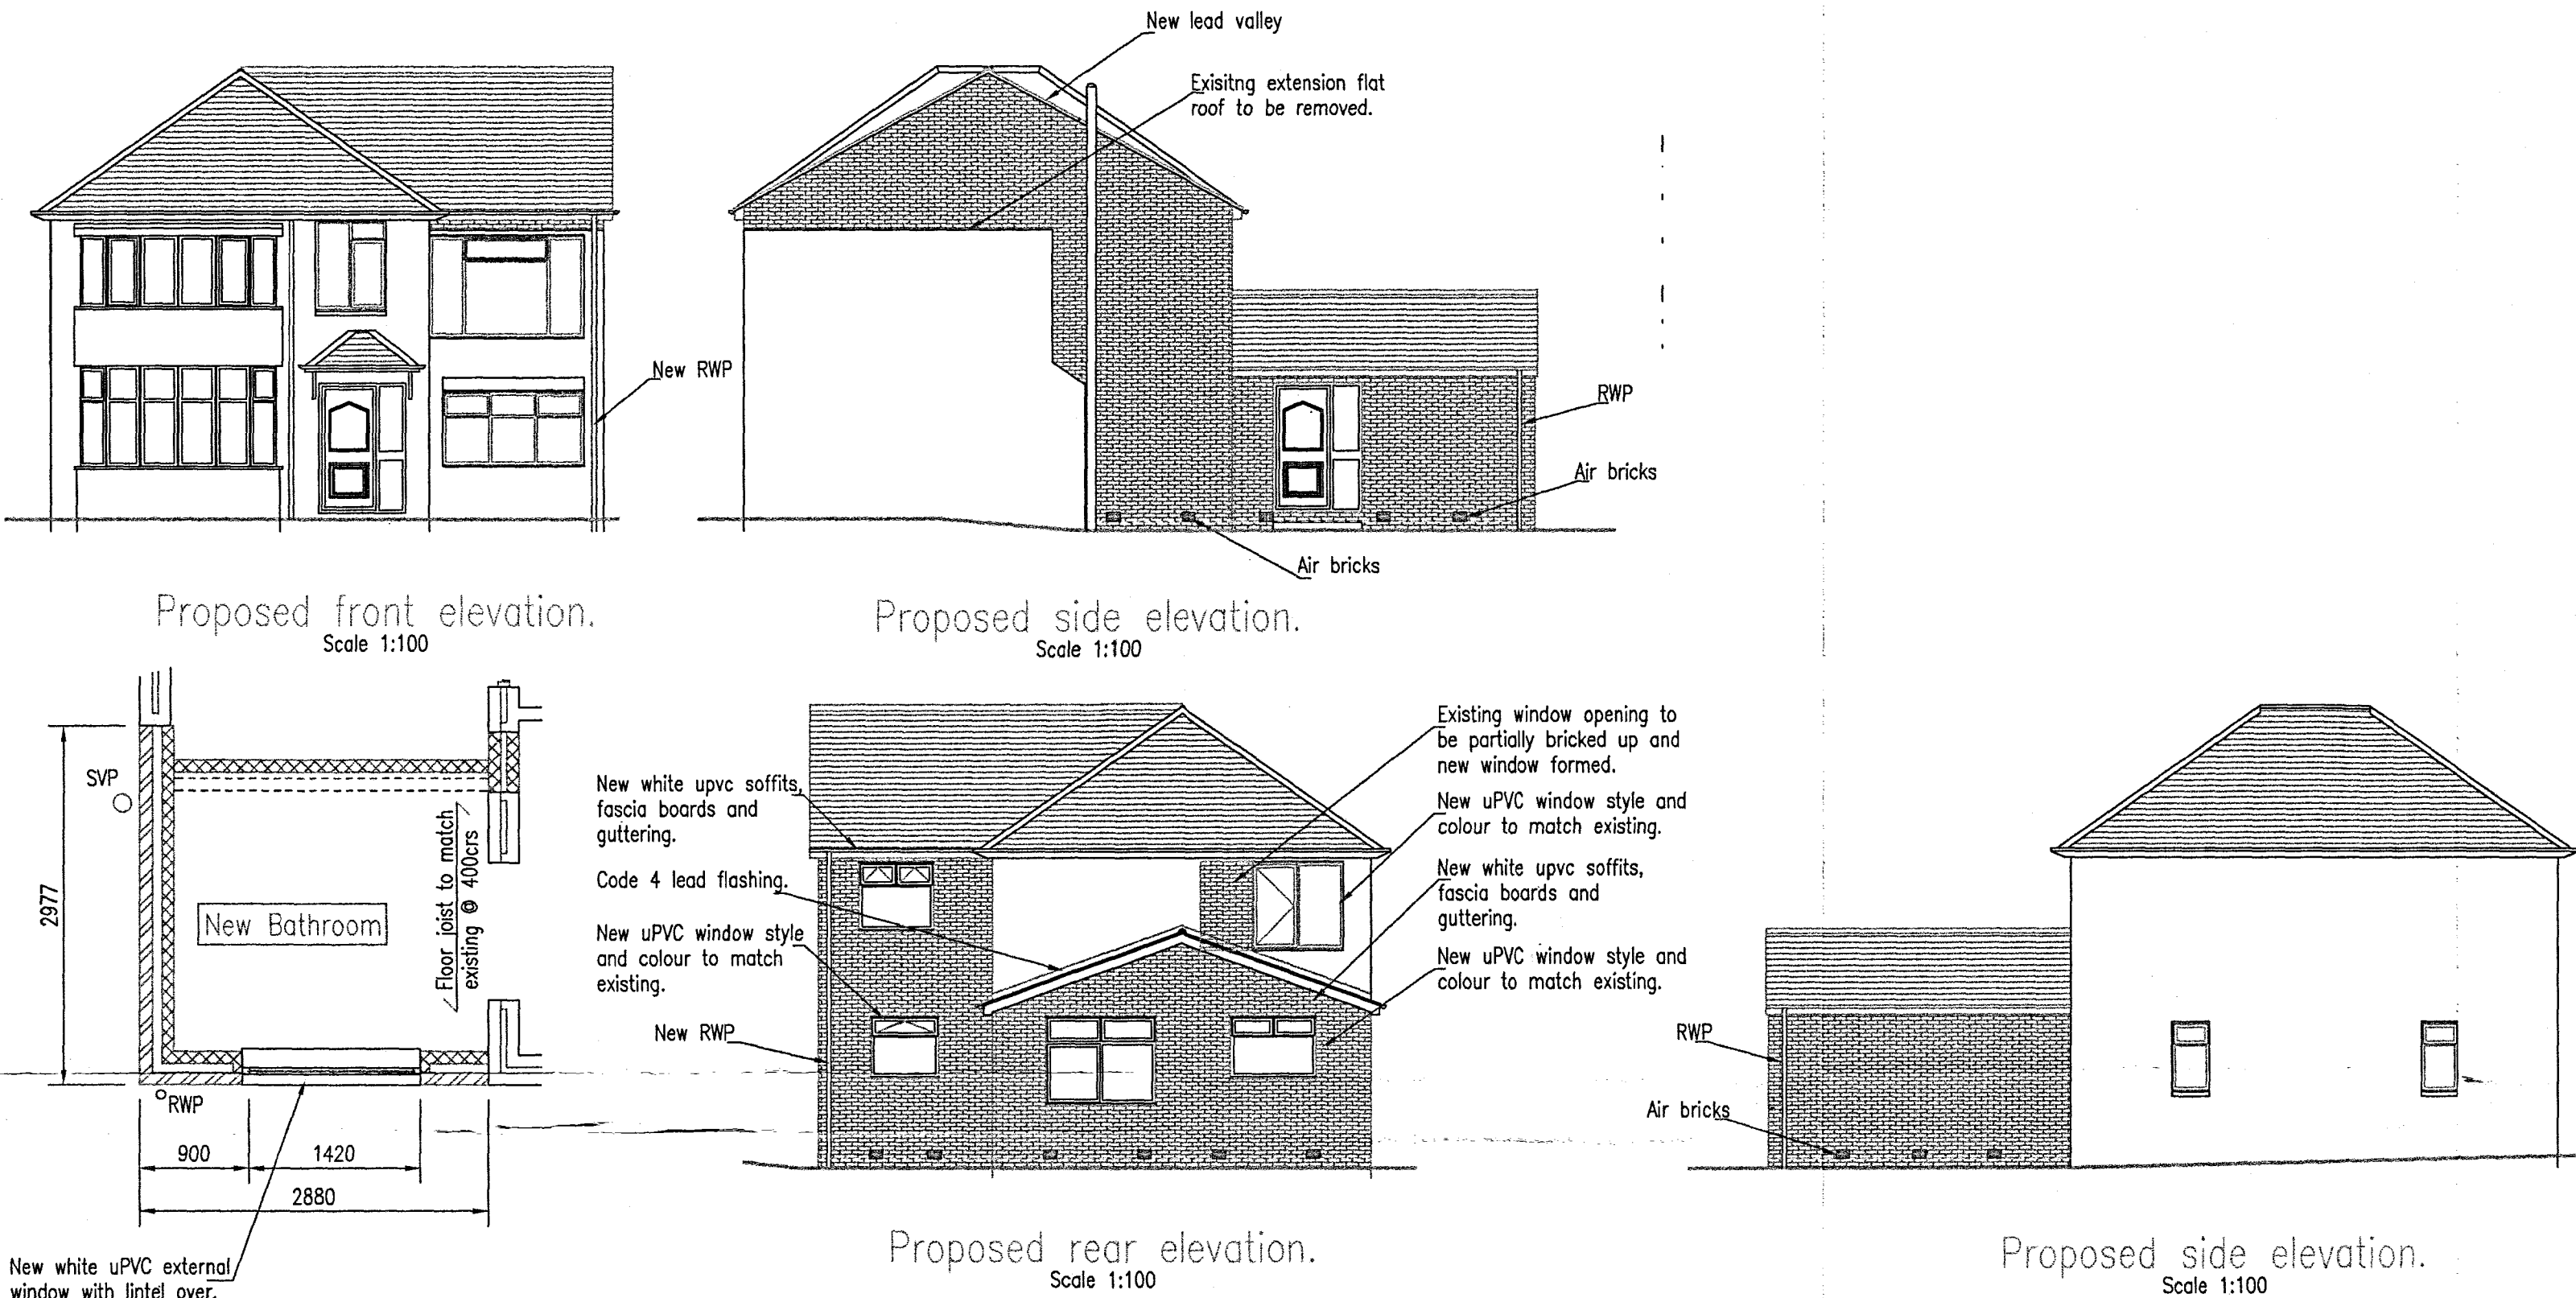 New lead valley
Exisitng extension flat
roof to be removed.
New RWP
RWP
Air bricks
Air bricks
Proposed front elevation.
Scale 1:100
Proposed side elevation.
Scale 1:100
SVP
2977
New Bathroom
Floor joist to match
existing @ 400crs
RWP
900
1420
2880
New white uPVC external
window with lintel over.
New white upvc soffits,
fascia boards and
guttering.
Code 4 lead flashing.
New uPVC window style
and colour to match
existing.
New RWP
Existing window opening to
be partially bricked up and
new window formed.
New uPVC window style and
colour to match existing.
New white upvc soffits,
fascia boards and
guttering.
New uPVC window style and
colour to match existing.
Proposed rear elevation.
Scale 1:100
RWP
Air bricks
Proposed side elevation.
Scale 1:100